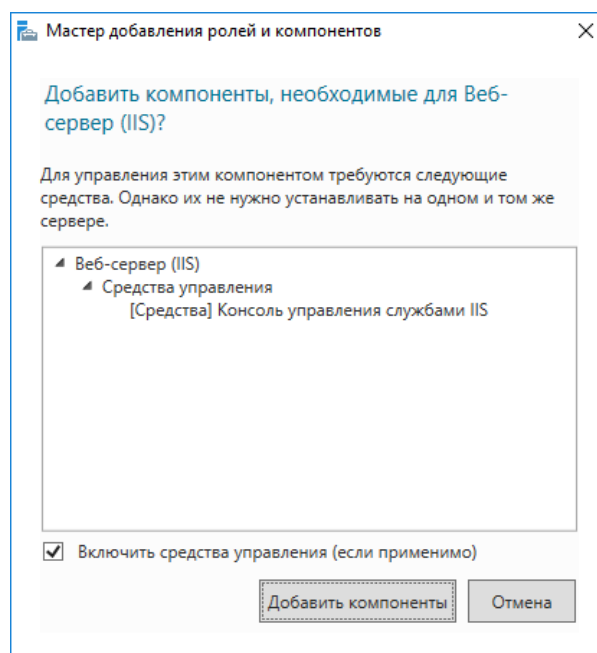 Мастер добавления ролей и компонентов
Добавить компоненты, необходимые для Веб-
сервер (IIS)?
Для управления этим компонентом требуются следующие
средства. Однако их не нужно устанавливать на одном и том же
сервере.
Веб-сервер (IIS)
Средства управления
[Средства] Консоль управления службами IIS
Включить средства управления (если применимо)
Добавить компоненты Отмена